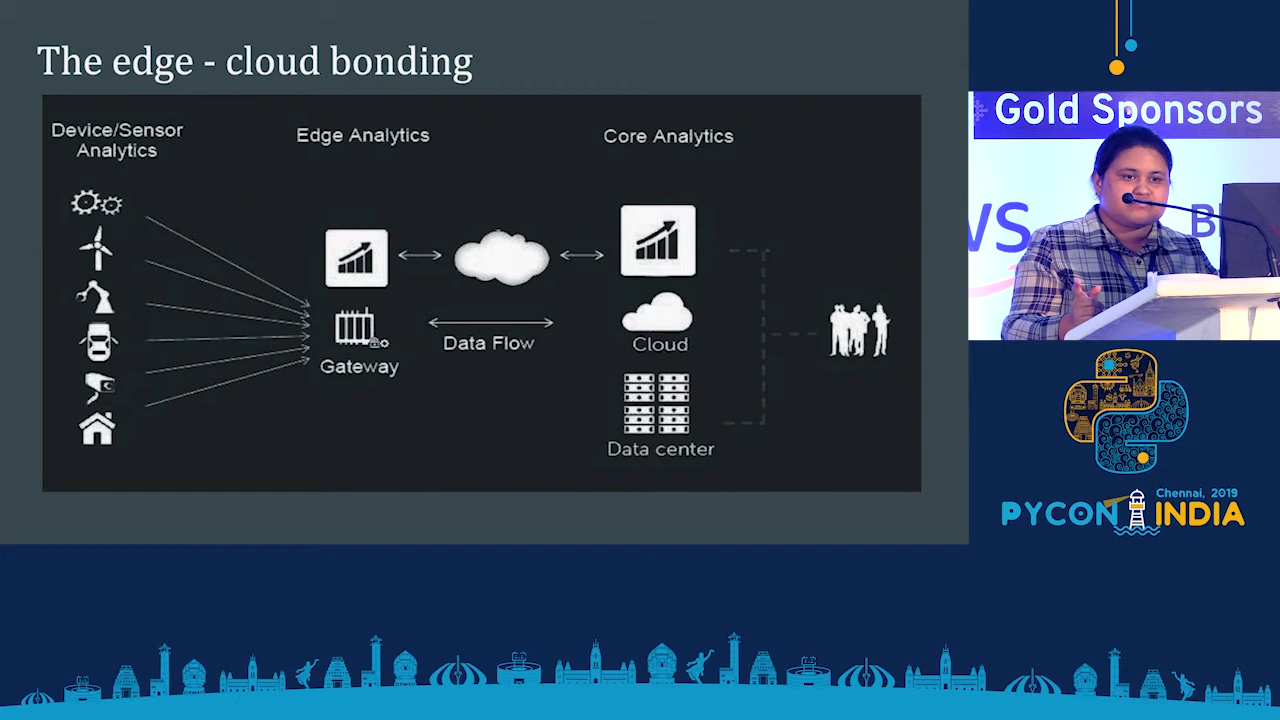 The edge - cloud bonding
Device/Sensor
Analytics
Edge Analytics
Core Analytics
Gateway
Data Flow
Cloud
Data center
Gold Sponsors
WS
B
Chennai, 2019
PYCON INDIA